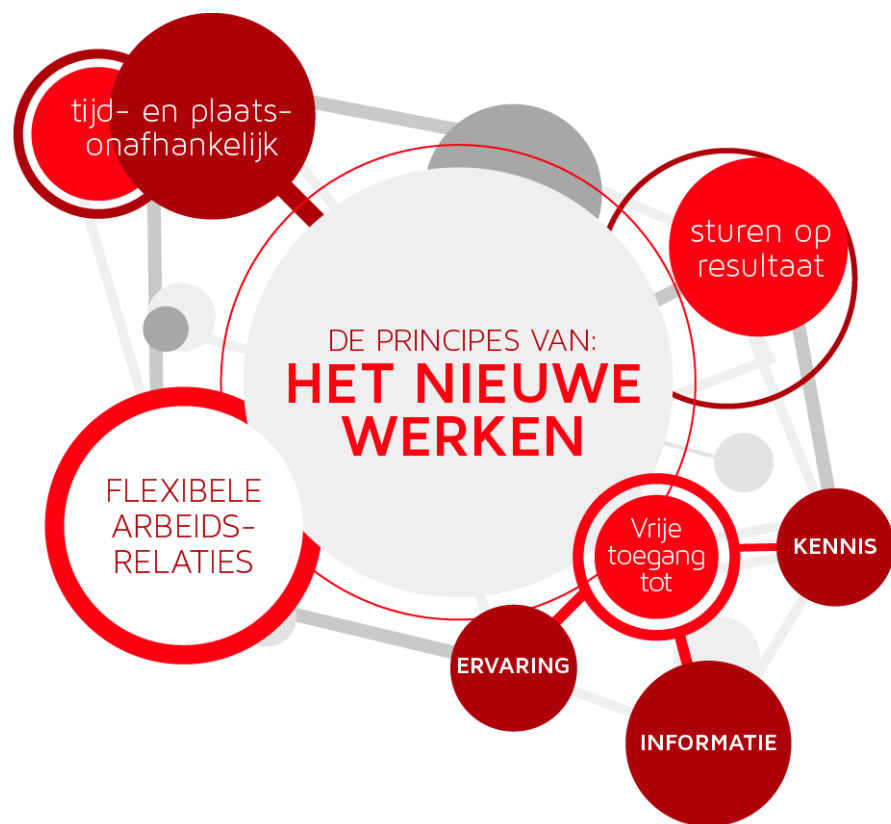 tijd- en plaats-
onafhankelijk
sturen op
resultaat
DE PRINCIPES VAN:
HET NIEUWE
WERKEN
FLEXIBELE
ARBEIDS-
RELATIES
Vrije
toegang
tot
KENNIS
ERVARING
INFORMATIE